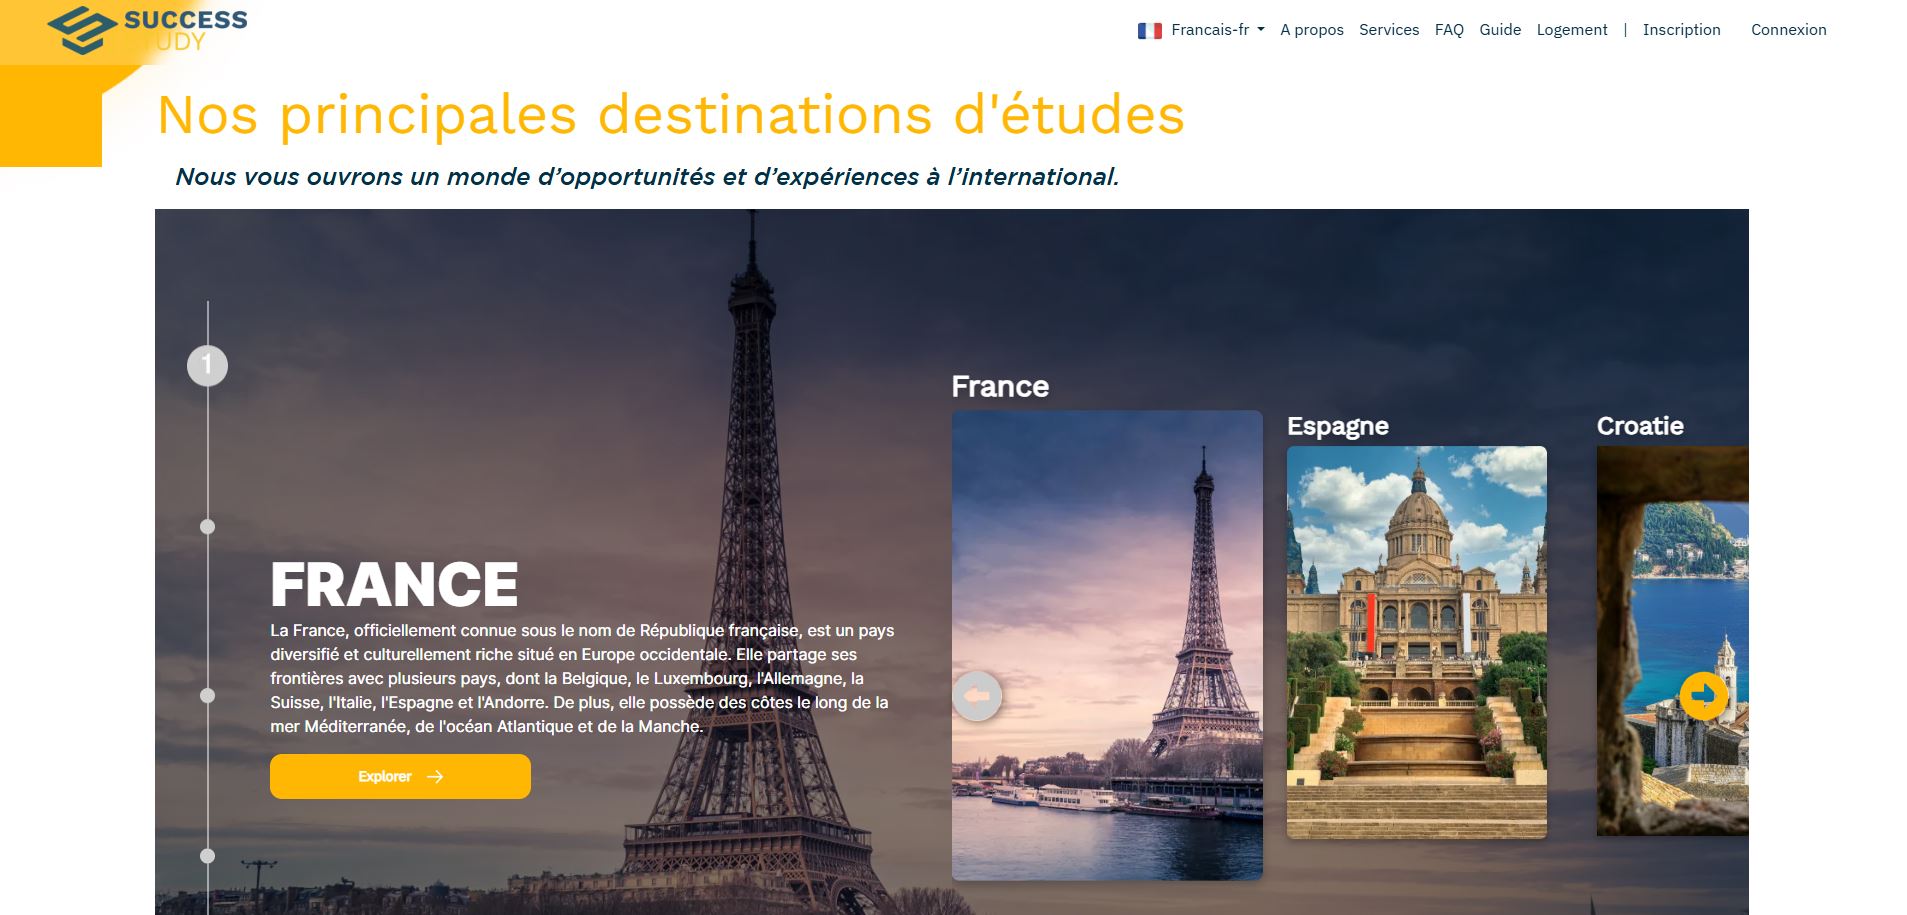 SUCCESS
TUDY
Francais-fr A propos Services FAQ Guide Logement | Inscription Connexion
Nos principales destinations d'études
Nous vous ouvrons un monde d’opportunités et d’expériences à l’international.
1
France
Espagne
Croatie
FRANCE
La France, officiellement connue sous le nom de République française, est un pays
diversifié et culturellement riche situé en Europe occidentale. Elle partage ses
frontières avec plusieurs pays, dont la Belgique, le Luxembourg, l'Allemagne, la
Suisse, l'Italie, l'Espagne et l'Andorre. De plus, elle possède des côtes le long de la
mer Méditerranée, de l'océan Atlantique et de la Manche.
Explorer